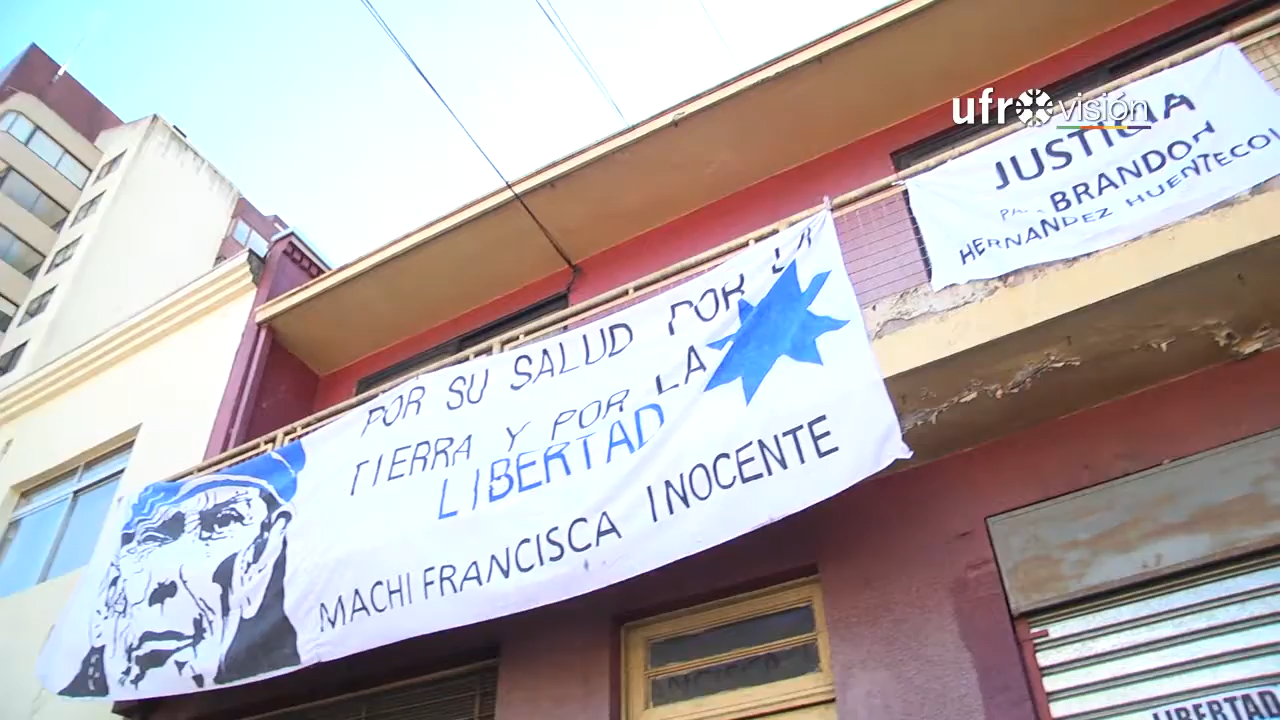 ufro visión
JUSTICIA
PARA BRANDON
HERNANDEZ HUENTECOL
POR SU SALUD POR LA
TIERRA Y POR LA
LIBERTAD
MACHI FRANCISCA INOCENTE
LIBERTAD